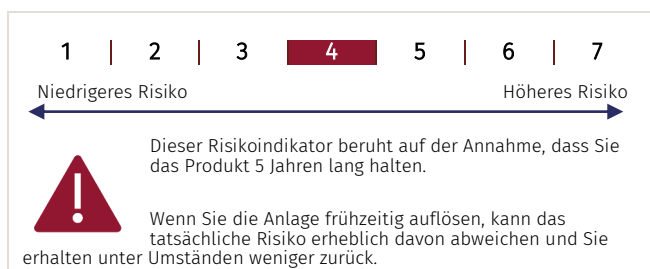 1 | 2 | 3 | 4 | 5 | 6 | 7
Niedrigeres Risiko Höheres Risiko
Dieser Risikoindikator beruht auf der Annahme, dass Sie
das Produkt 5 Jahren lang halten.
Wenn Sie die Anlage frühzeitig auflösen, kann das
tatsächliche Risiko erheblich davon abweichen und Sie
erhalten unter Umständen weniger zurück.